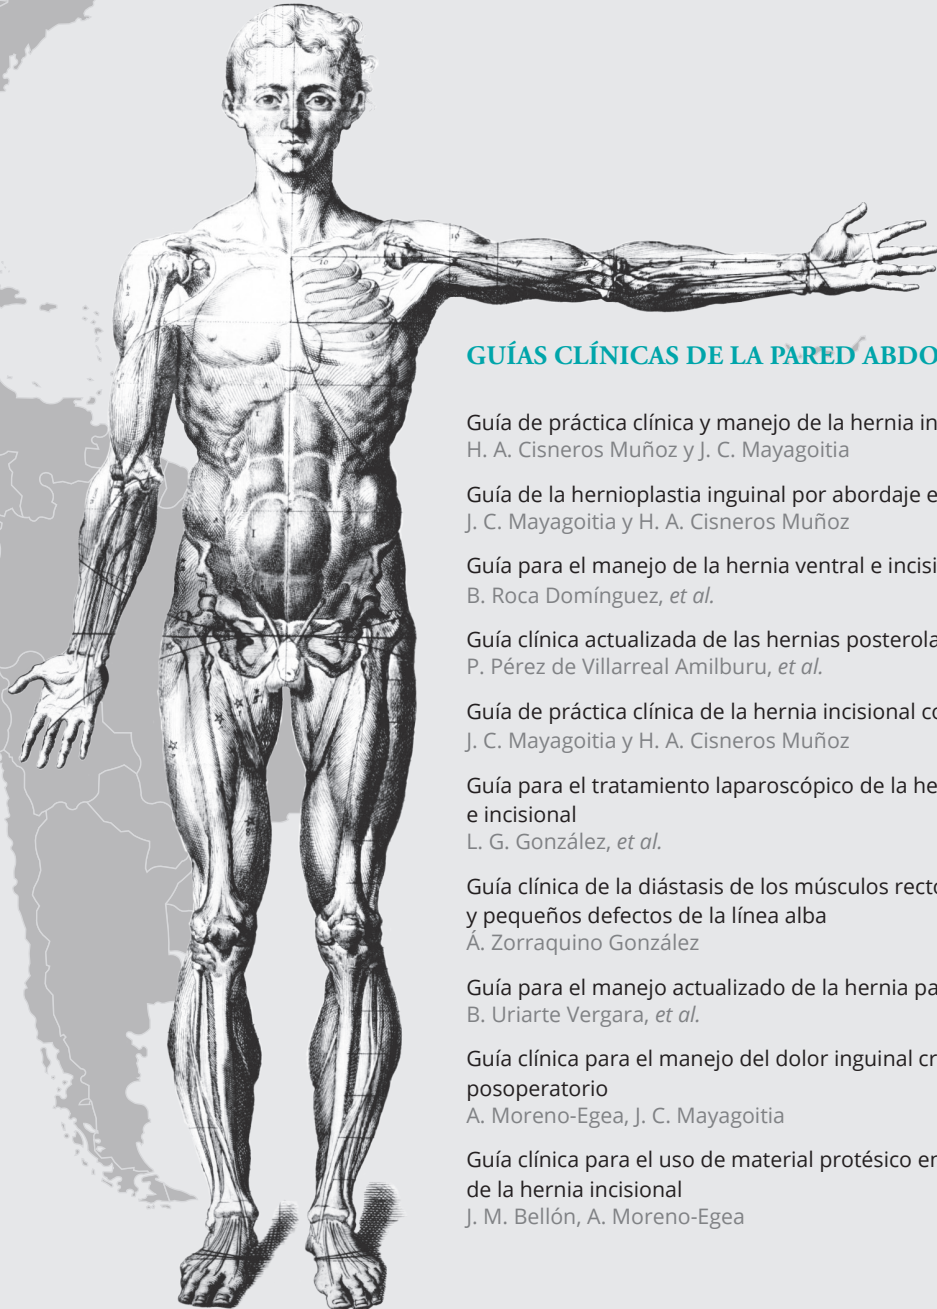 GUÍAS CLÍNICAS DE LA PARED ABDO
Guía de práctica clínica y manejo de la hernia in
H. A. Cisneros Muñoz y J. C. Mayagoitia
Guía de la hernioplastia inguinal por abordaje e
J. C. Mayagoitia y H. A. Cisneros Muñoz
Guía para el manejo de la hernia ventral e incisi
B. Roca Domínguez, et al.
Guía clínica actualizada de las hernias posterola
P. Pérez de Villarreal Amilburu, et al.
Guía de práctica clínica de la hernia incisional co
J. C. Mayagoitia y H. A. Cisneros Muñoz
Guía para el tratamiento laparoscópico de la he
e incisional
L. G. González, et al.
Guía clínica de la diástasis de los músculos recto
y pequeños defectos de la línea alba
Á. Zorraquino González
Guía para el manejo actualizado de la hernia pa
B. Uriarte Vergara, et al.
Guía clínica para el manejo del dolor inguinal cr
posoperatorio
A. Moreno-Egea, J. C. Mayagoitia
Guía clínica para el uso de material protésico en
de la hernia incisional
J. M. Bellón, A. Moreno-Egea